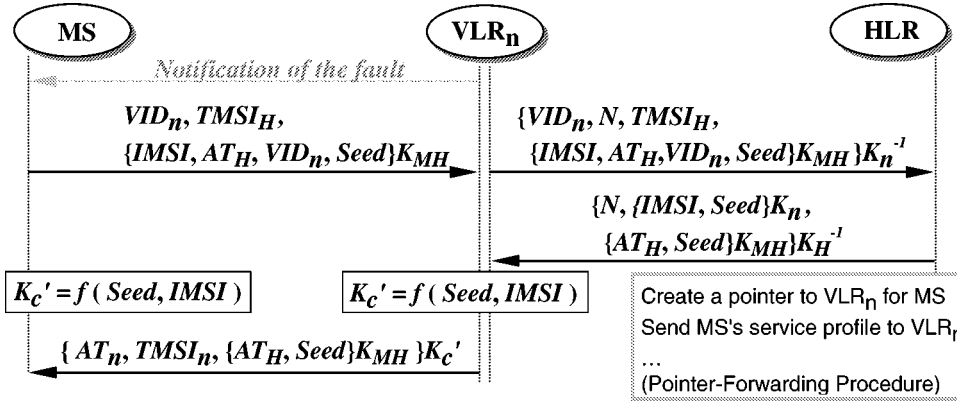 MS
VLRn
HLR
Notification of the fault
VIDn, TMSIH,
{IMSI, ATH, VIDn, Seed}KMH
{VIDn, N, TMSIH,
{IMSI, ATH,VIDn, Seed}KMH}Kn-1
{N, {IMSI, Seed}Kn,
{ATH, Seed}KMH}KH-1
Kc' = f ( Seed, IMSI )
Kc' = f ( Seed, IMSI )
Create a pointer to VLRn for MS
Send MS's service profile to VLRn
...
(Pointer-Forwarding Procedure)
{ ATn, TMSIn, {ATH, Seed}KMH }Kc'